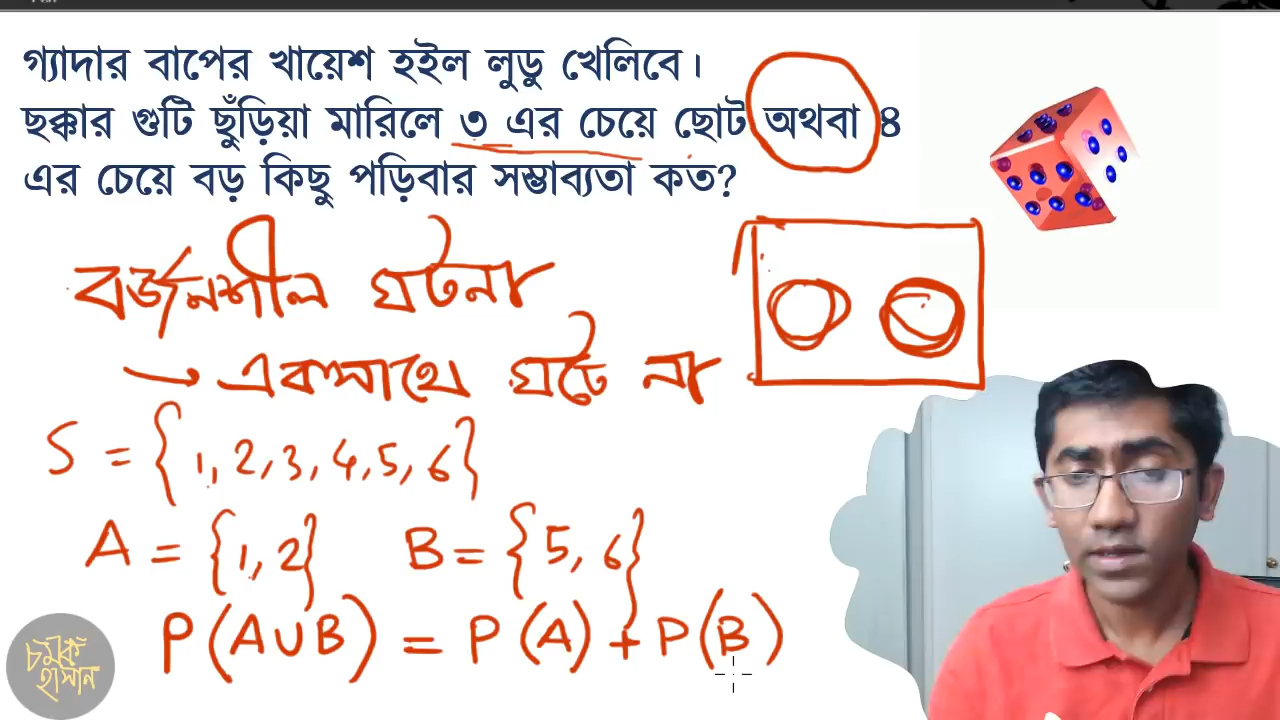 গ্যাদার বাপের খায়েশ হইল লুডু খেলিবে।
ছক্কার গুটি ছুঁড়িয়া মারিলে ৩ এর চেয়ে ছোট অথবা ৪
এর চেয়ে বড় কিছু পড়িবার সম্ভাব্যতা কত?
বর্জনশীল ঘটনা
→ একসাথে ঘটে না
S = {1, 2, 3, 4, 5, 6}
A = {1, 2} B = {5, 6}
P(A∪B) = P(A) + P(B)
চমক
হাসান